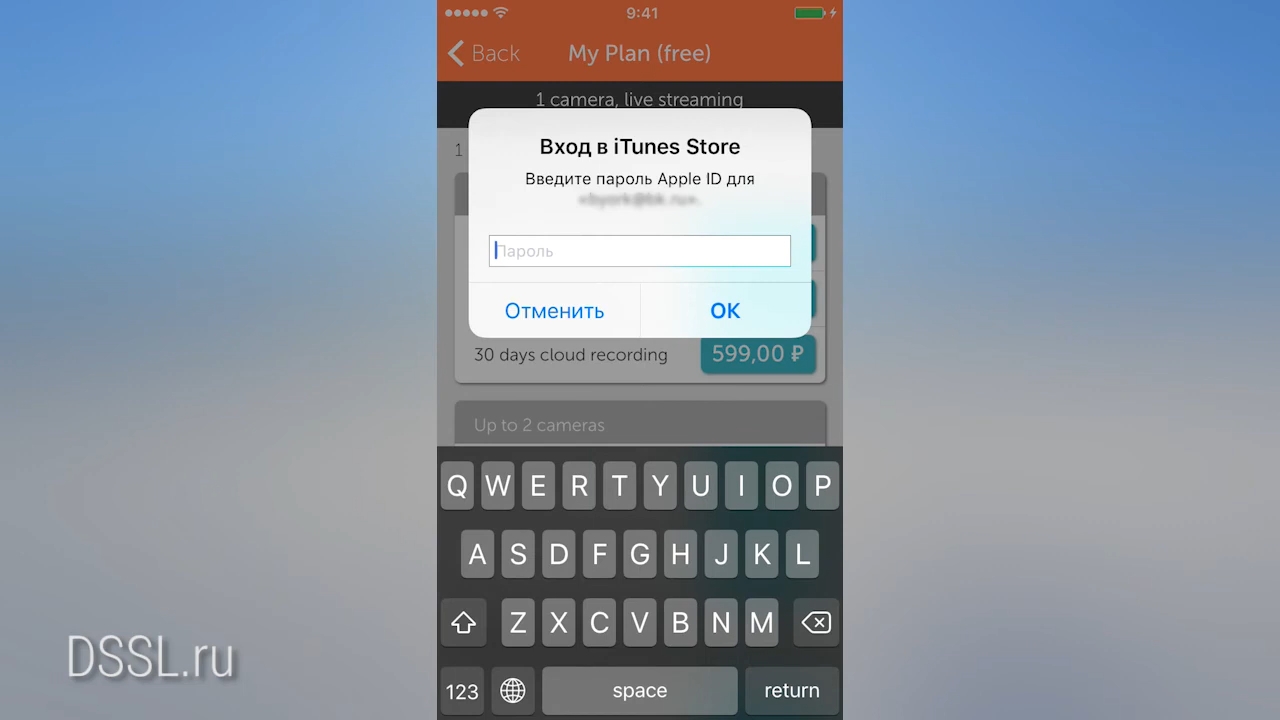 9:41
Back
My Plan (free)
1 camera, live streaming
1
Вход в iTunes Store
Введите пароль Apple ID для
Пароль
Отменить
OK
30 days cloud recording
599,00 ₽
Up to 2 cameras
Q W E R T Y U I O P
A S D F G H J K L
Z X C V B N M
123
space
return
DSSL.ru